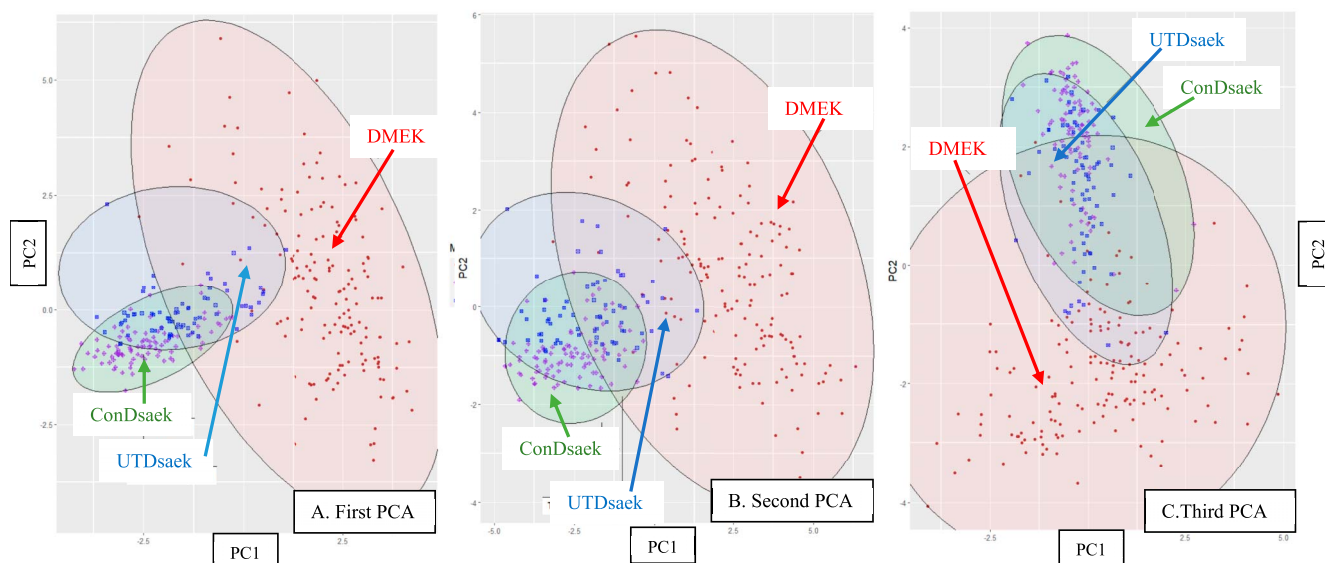 PC2
5.0
2.5
0.0
-2.5
-2.5
2.5
DMEK
ConDsaek
UTDsaek
A. First PCA
PC1
PC2
6
4
2
0
-2
-4
-5.0
-2.5
0.0
2.5
5.0
DMEK
ConDsaek
UTDsaek
B. Second PCA
PC1
PC2
4
2
0
-2
-4
-2.5
2.5
5.0
UTDsaek
ConDsaek
DMEK
C.Third PCA
PC1
PC2